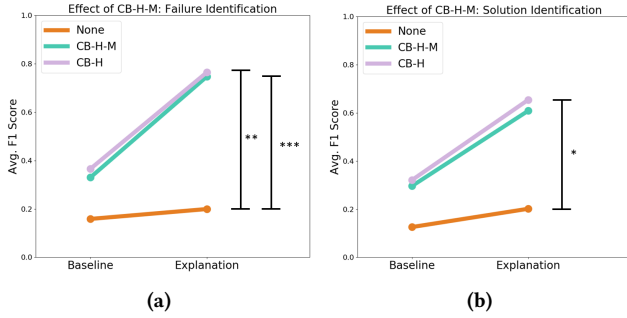 Effect of CB-H-M: Failure Identification
None
CB-H-M
CB-H
Avg. F1 Score
1.0
0.8
0.6
0.4
0.2
0.0
**
***
Baseline
Explanation
(a)
Effect of CB-H-M: Solution Identification
None
CB-H-M
CB-H
Avg. F1 Score
1.0
0.8
0.6
0.4
0.2
0.0
*
Baseline
Explanation
(b)